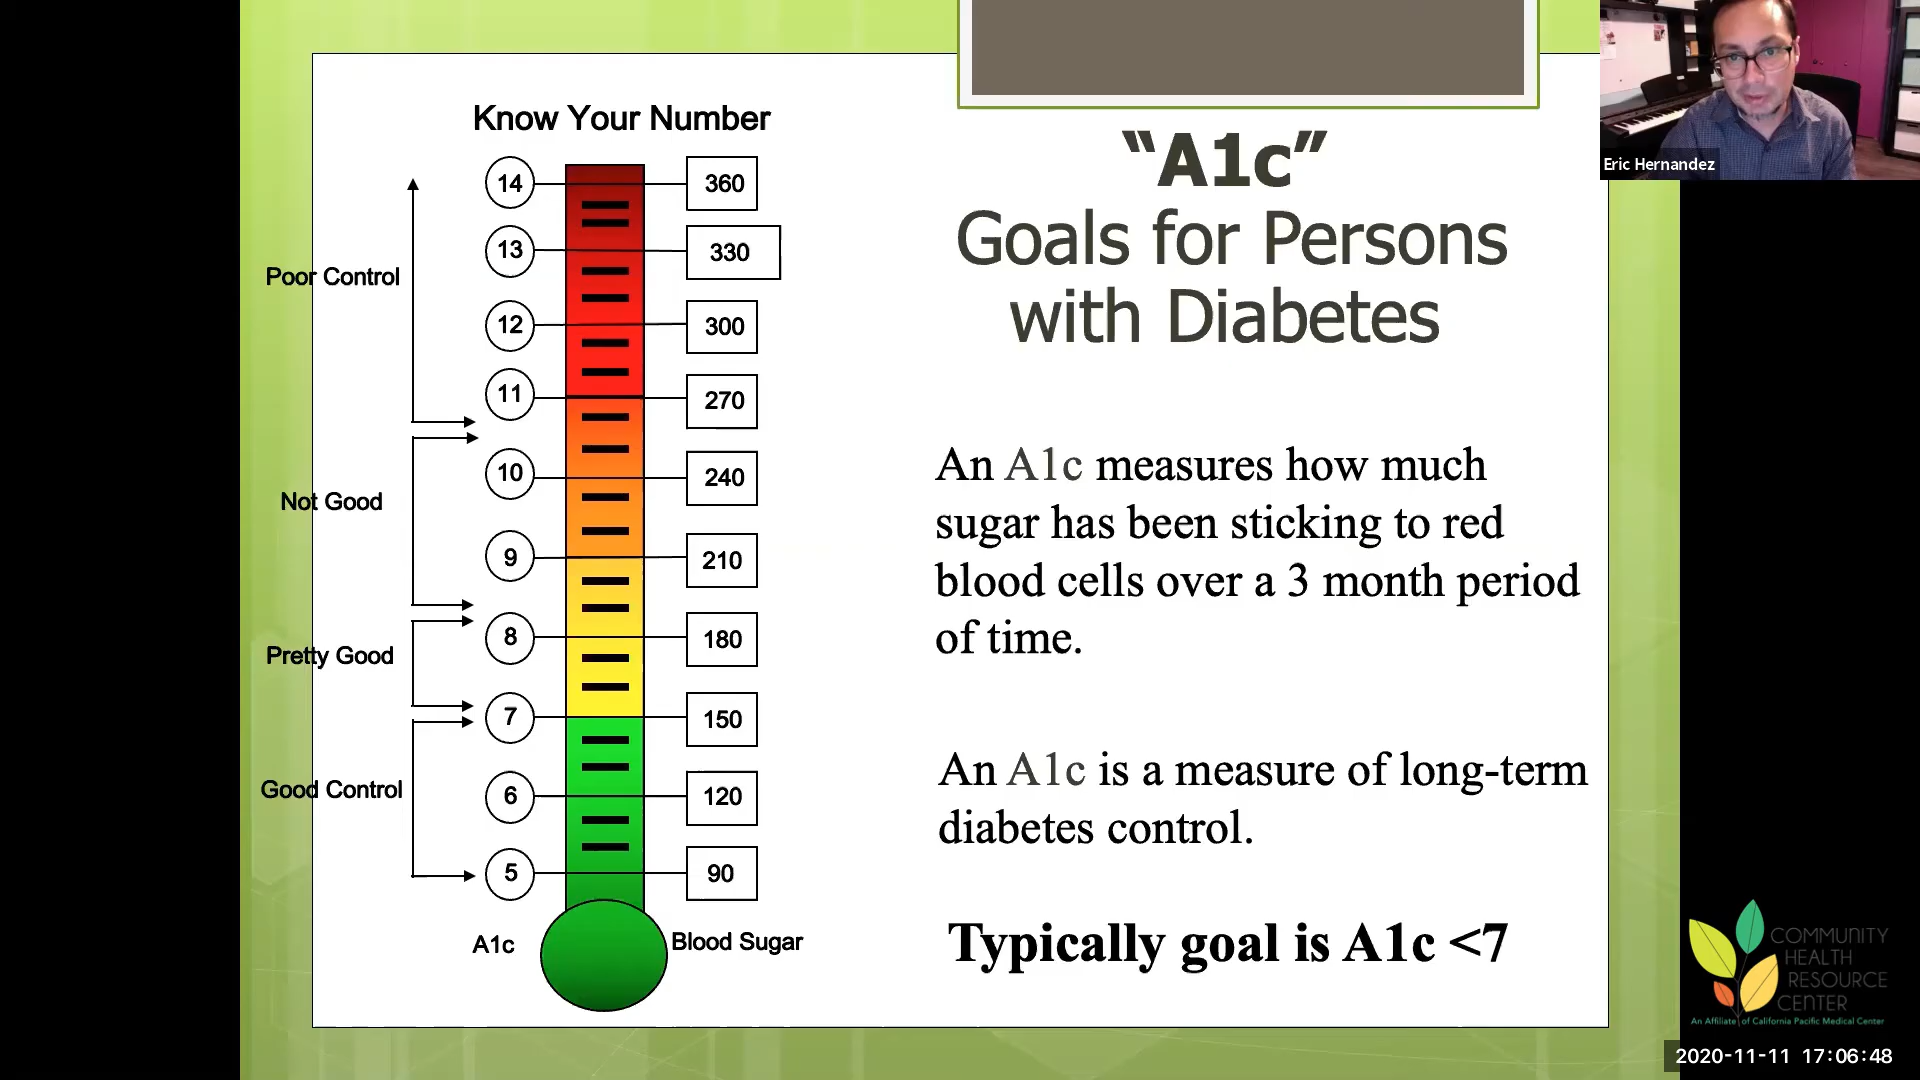 Know Your Number
14 360
13 330
Poor Control
12 300
11 270
10 240
Not Good
9 210
8 180
Pretty Good
7 150
Good Control
6 120
5 90
A1c
Blood Sugar
“A1c”
Goals for Persons
with Diabetes
An A1c measures how much
sugar has been sticking to red
blood cells over a 3 month period
of time.
An A1c is a measure of long-term
diabetes control.
Typically goal is A1c <7
Eric Hernandez
COMMUNITY
HEALTH
RESOURCE
CENTER
An Affiliate of California Pacific Medical Center
2020-11-11 17:06:48